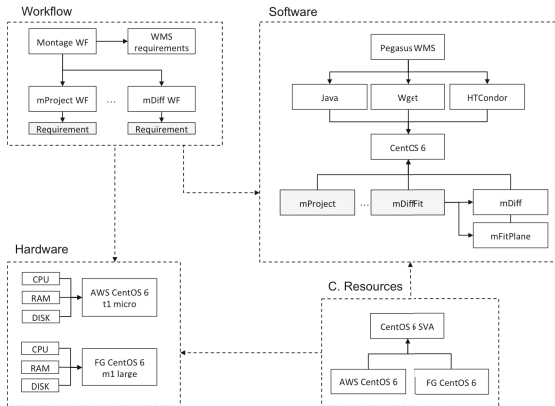 Workflow
Montage WF
WMS
requirements
mProject WF
...
mDiff WF
Requirement
Requirement
Software
Pegasus WMS
Java
Wget
HTCondor
CentOS 6
mProject
...
mDiffFit
mDiff
mFitPlane
Hardware
CPU
RAM
DISK
AWS CentOS 6
t1 micro
CPU
RAM
DISK
FG CentOS 6
m1 large
C. Resources
CentOS 6 SVA
AWS CentOS 6
FG CentOS 6